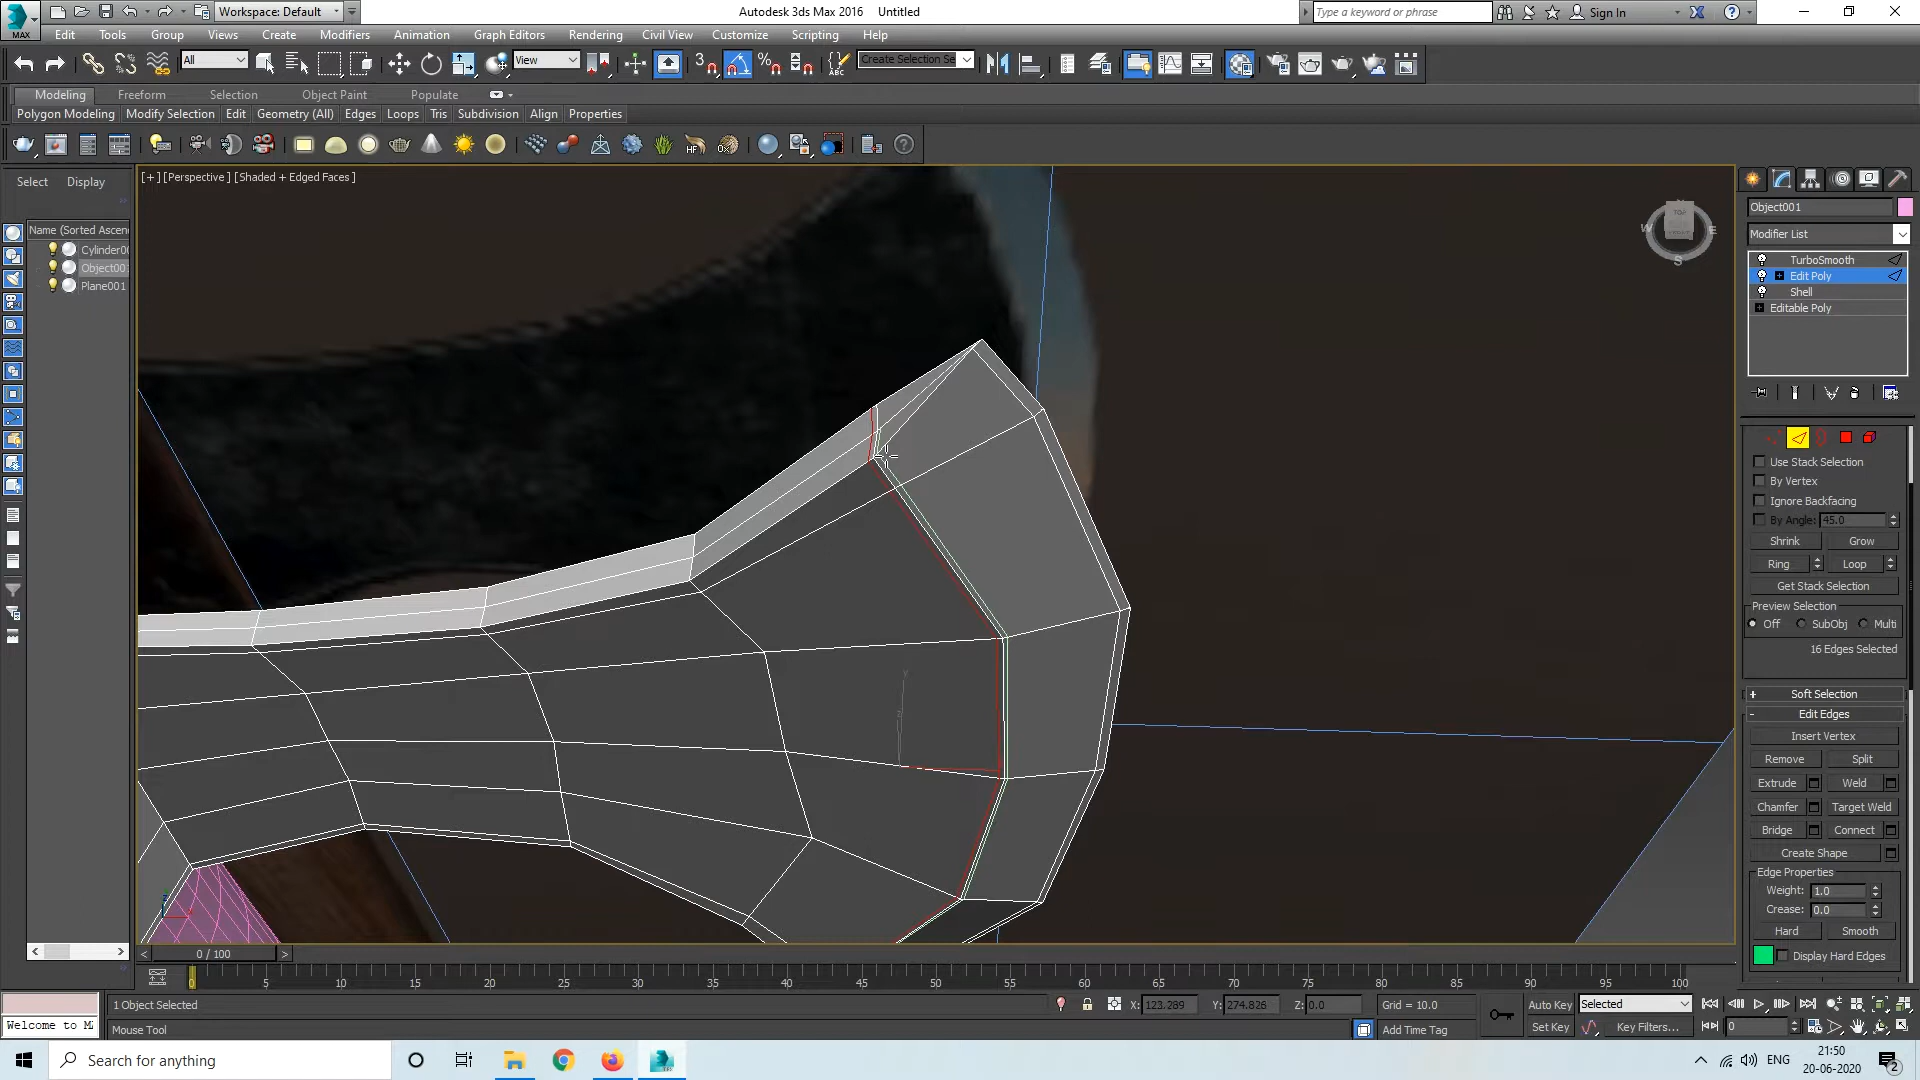 Workspace: Default
Autodesk 3ds Max 2016    Untitled
Type a keyword or phrase
Sign In
MAX
Edit Tools Group Views Create Modifiers Animation Graph Editors Rendering Civil View Customize Scripting Help
All
View
Create Selection Se
Modeling Freeform Selection Object Paint Populate
Polygon Modeling Modify Selection Edit Geometry (All) Edges Loops Tris Subdivision Align Properties
Select Display
[+] [Perspective] [Shaded + Edged Faces]
Name (Sorted Ascen
Cylinder00
Object00
Plane001
TOP
W
E
S
Object001
Modifier List
TurboSmooth
Edit Poly
Shell
Editable Poly
Use Stack Selection
By Vertex
Ignore Backfacing
By Angle: 45.0
Shrink Grow
Ring Loop
Get Stack Selection
Preview Selection
Off SubObj Multi
16 Edges Selected
+ Soft Selection
- Edit Edges
Insert Vertex
Remove Split
Extrude Weld
Chamfer Target Weld
Bridge Connect
Create Shape
Edge Properties
Weight: 1.0
Crease: 0.0
Hard Smooth
Display Hard Edges
0 / 100
0 5 10 15 20 25 30 35 40 45 50 55 60 65 70 75 80 85 90 95 100
1 Object Selected
X: 123.289 Y: 274.826 Z: 0.0 Grid = 10.0
Auto Key Selected
Welcome to M
Mouse Tool
Add Time Tag
Set Key Key Filters... 0
Search for anything
ENG
21:50
20-06-2020
2